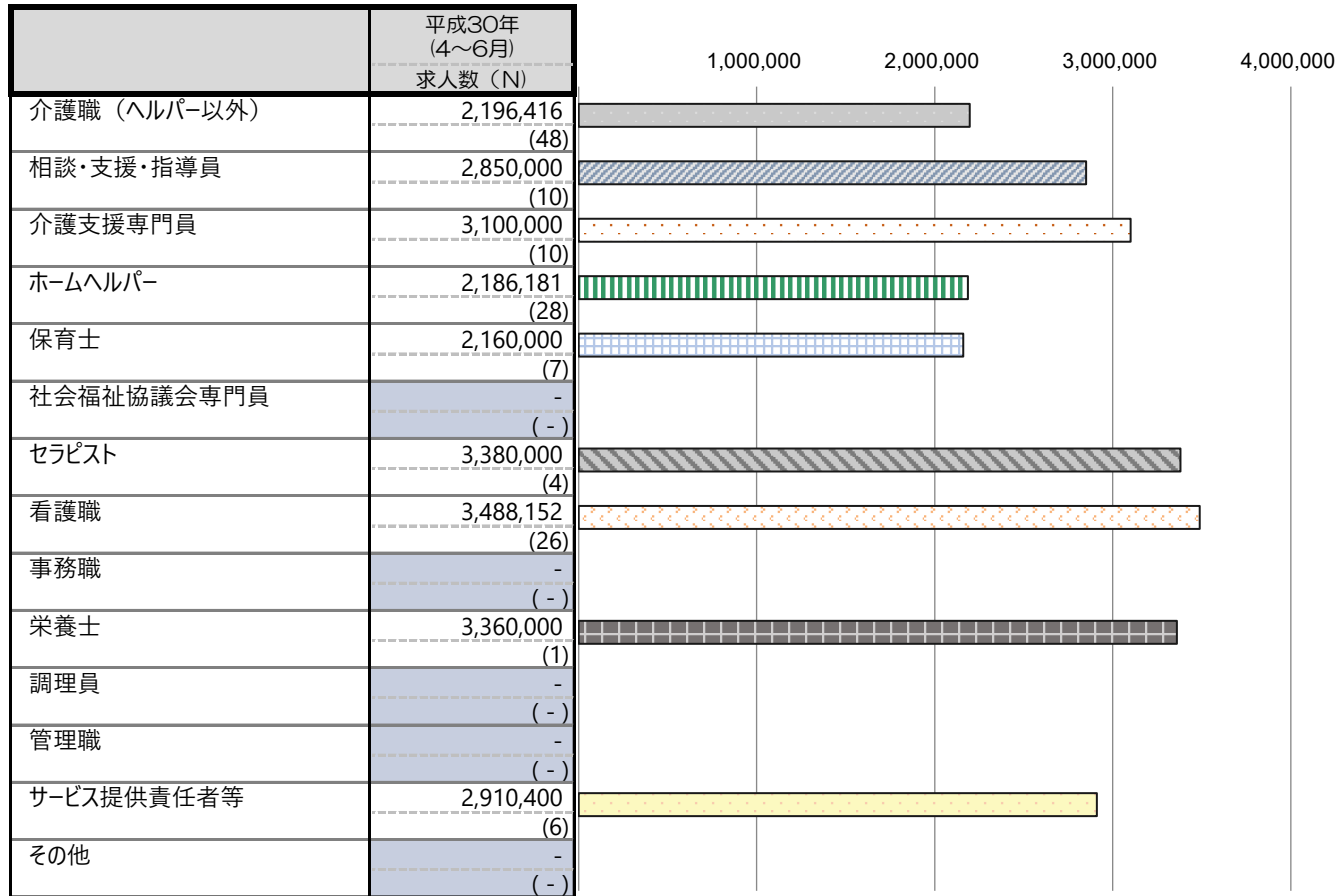 平成30年
(4～6月)
求人数（N）
1,000,000 2,000,000 3,000,000 4,000,000
介護職（ヘルパー以外） 2,196,416
(48)
相談・支援・指導員 2,850,000
(10)
介護支援専門員 3,100,000
(10)
ホームヘルパー 2,186,181
(28)
保育士 2,160,000
(7)
社会福祉協議会専門員 -
( - )
セラピスト 3,380,000
(4)
看護職 3,488,152
(26)
事務職 -
( - )
栄養士 3,360,000
(1)
調理員 -
( - )
管理職 -
( - )
サービス提供責任者等 2,910,400
(6)
その他 -
( - )